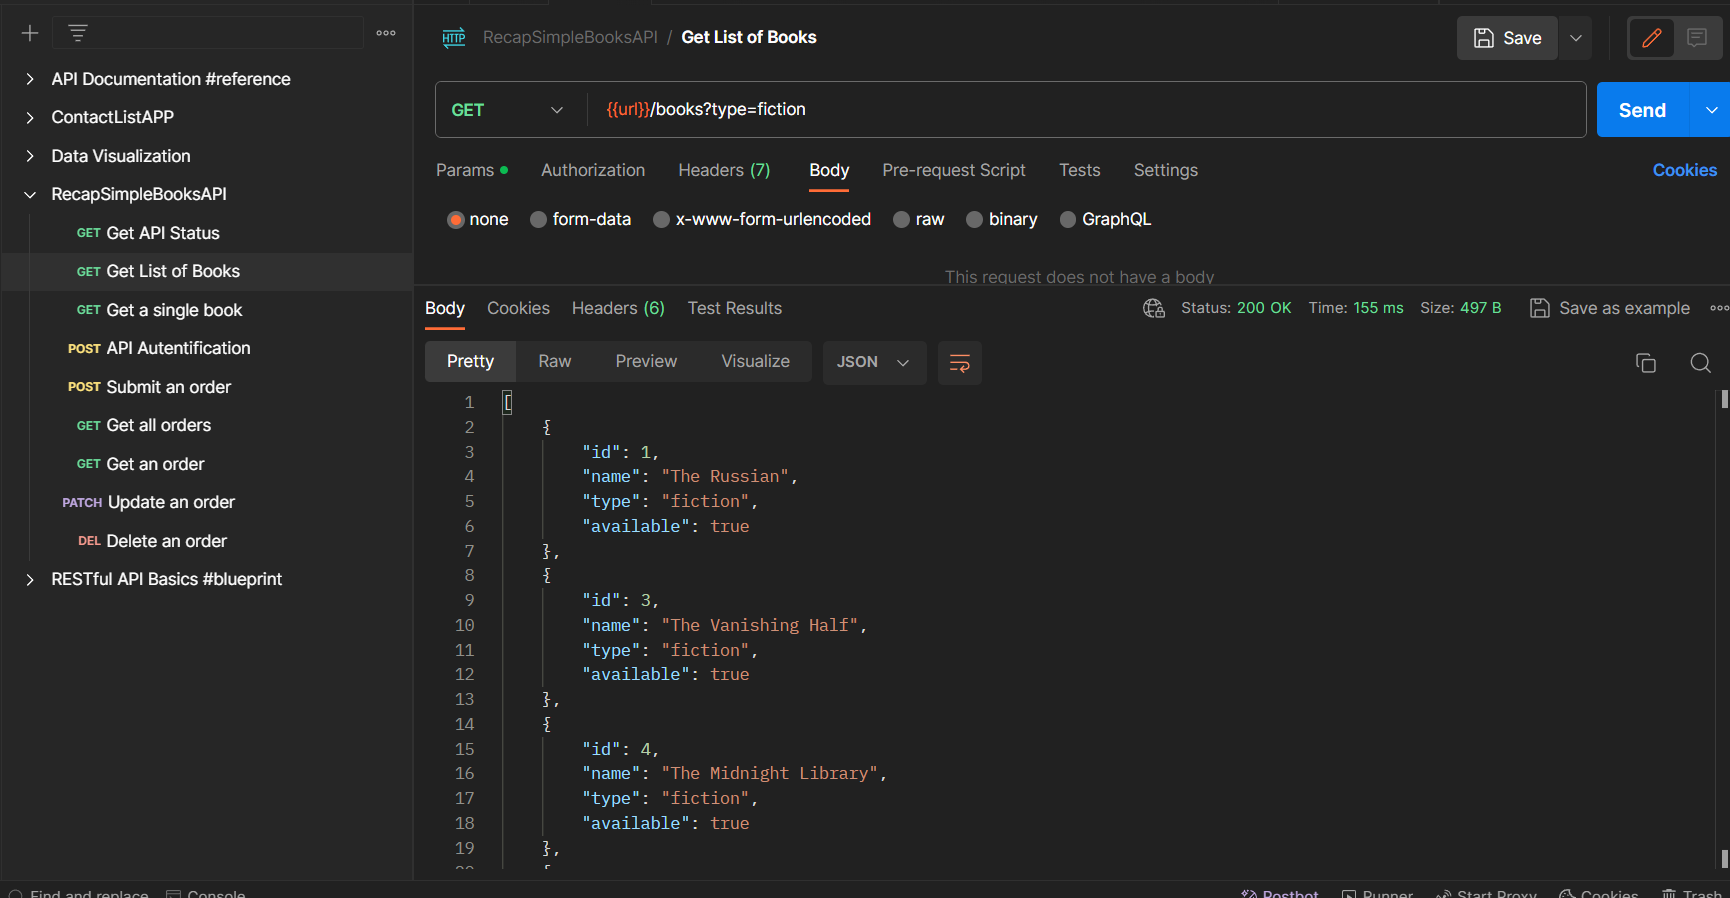 RecapSimpleBooksAPI / Get List of Books
Save
API Documentation #reference
ContactListAPP
Data Visualization
RecapSimpleBooksAPI
GET Get API Status
GET Get List of Books
GET Get a single book
POST API Autentification
POST Submit an order
GET Get all orders
GET Get an order
PATCH Update an order
DEL Delete an order
RESTful API Basics #blueprint
HTTP
GET {{url}}/books?type=fiction
Send
Params Authorization Headers (7) Body Pre-request Script Tests Settings Cookies
none form-data x-www-form-urlencoded raw binary GraphQL
This request does not have a body
Body Cookies Headers (6) Test Results Status: 200 OK Time: 155 ms Size: 497 B Save as example
Pretty Raw Preview Visualize JSON
1 [
2 {
3 "id": 1,
4 "name": "The Russian",
5 "type": "fiction",
6 "available": true
7 },
8 {
9 "id": 3,
10 "name": "The Vanishing Half",
11 "type": "fiction",
12 "available": true
13 },
14 {
15 "id": 4,
16 "name": "The Midnight Library",
17 "type": "fiction",
18 "available": true
19 },
20 {
Find and replace Console Postbot Runner Start Proxy Cookies Trash